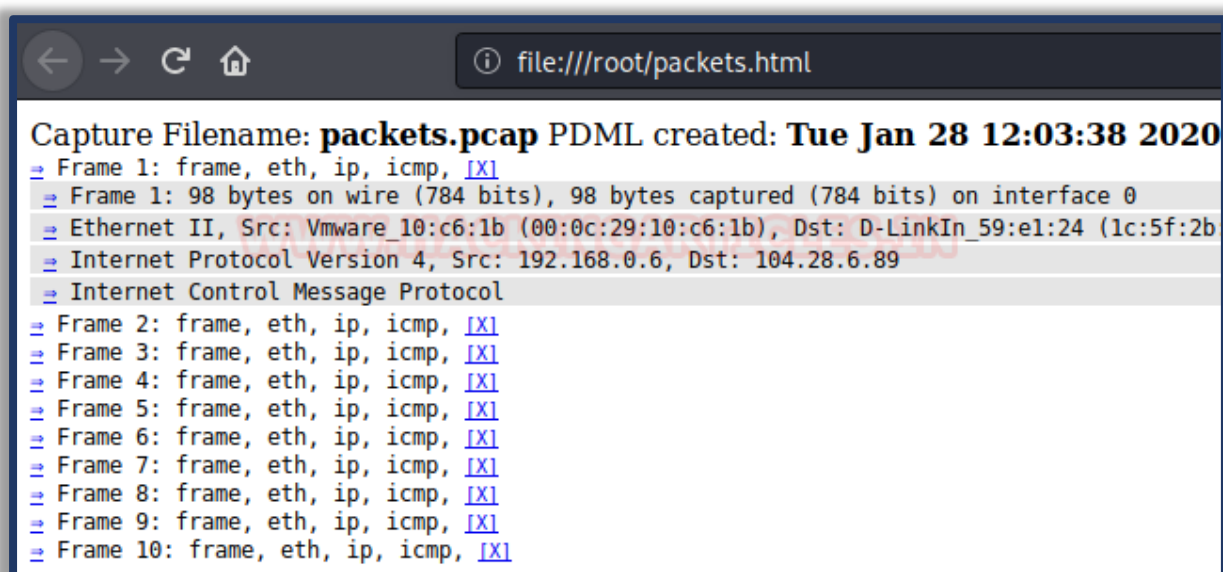 file:///root/packets.html
Capture Filename: packets.pcap PDML created: Tue Jan 28 12:03:38 2020
⇒ Frame 1: frame, eth, ip, icmp, [X]
⇒ Frame 1: 98 bytes on wire (784 bits), 98 bytes captured (784 bits) on interface 0
⇒ Ethernet II, Src: Vmware_10:c6:1b (00:0c:29:10:c6:1b), Dst: D-LinkIn_59:e1:24 (1c:5f:2b:
WWW.HACKINGARTICLES.IN
⇒ Internet Protocol Version 4, Src: 192.168.0.6, Dst: 104.28.6.89
⇒ Internet Control Message Protocol
⇒ Frame 2: frame, eth, ip, icmp, [X]
⇒ Frame 3: frame, eth, ip, icmp, [X]
⇒ Frame 4: frame, eth, ip, icmp, [X]
⇒ Frame 5: frame, eth, ip, icmp, [X]
⇒ Frame 6: frame, eth, ip, icmp, [X]
⇒ Frame 7: frame, eth, ip, icmp, [X]
⇒ Frame 8: frame, eth, ip, icmp, [X]
⇒ Frame 9: frame, eth, ip, icmp, [X]
⇒ Frame 10: frame, eth, ip, icmp, [X]